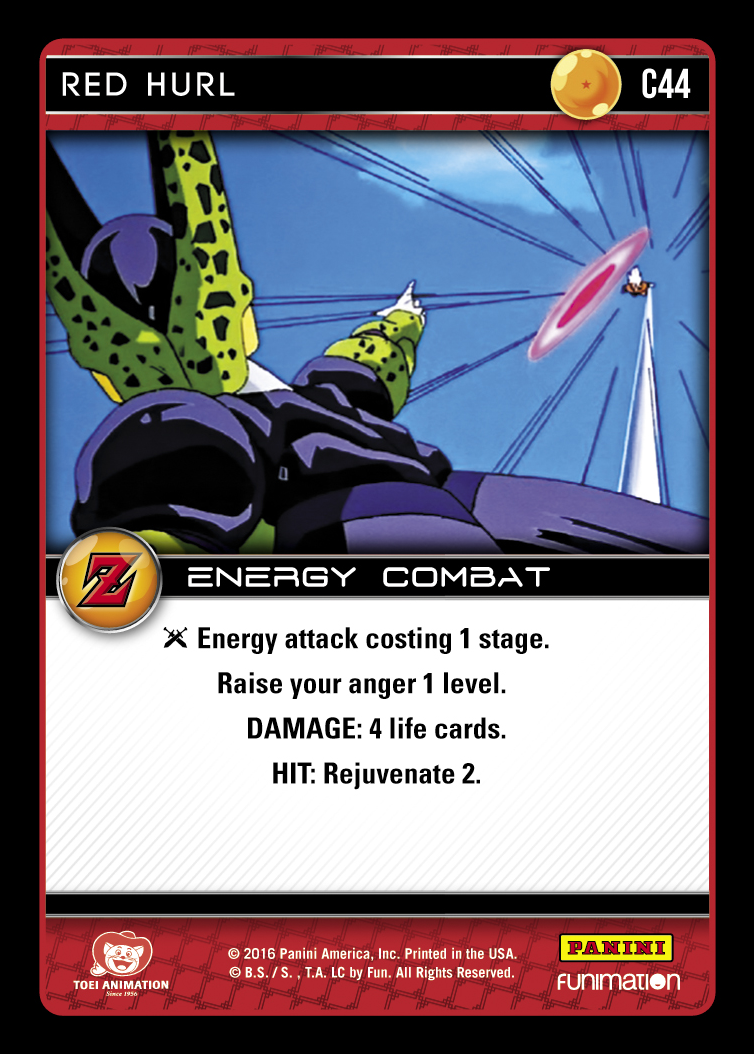 RED HURL
C44
Z
ENERGY COMBAT
Energy attack costing 1 stage.
Raise your anger 1 level.
DAMAGE: 4 life cards.
HIT: Rejuvenate 2.
TOEI ANIMATION
Since 1956
© 2016 Panini America, Inc. Printed in the USA.
© B.S. / S. , T.A. LC by Fun. All Rights Reserved.
PANINI
FUNIMATION